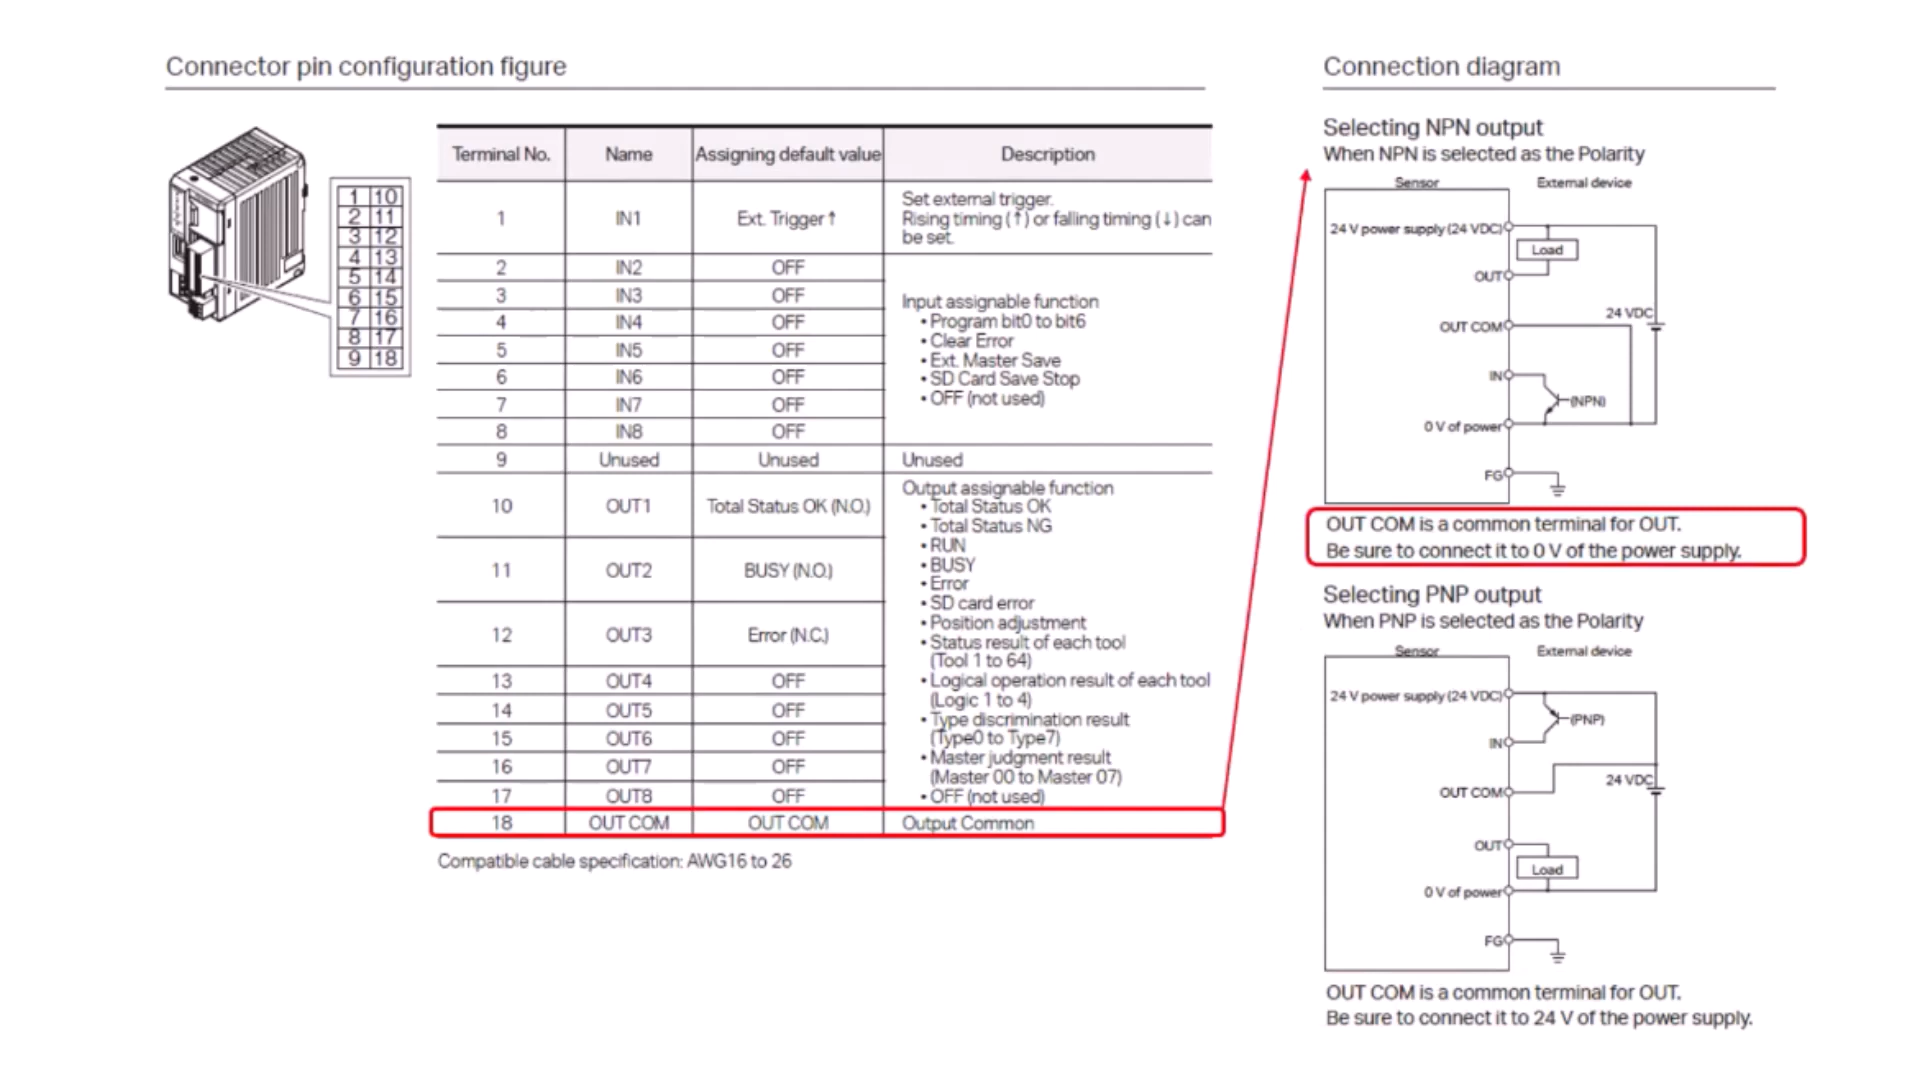 Connector pin configuration figure
1 10
2 11
3 12
4 13
5 14
6 15
7 16
8 17
9 18
Terminal No. Name Assigning default value Description
1 IN1 Ext. Trigger↑ Set external trigger.
Rising timing (↑) or falling timing (↓) can
be set.
2 IN2 OFF
3 IN3 OFF
4 IN4 OFF
5 IN5 OFF
6 IN6 OFF
7 IN7 OFF
8 IN8 OFF
Input assignable function
• Program bit0 to bit6
• Clear Error
• Ext. Master Save
• SD Card Save Stop
• OFF (not used)
9 Unused Unused Unused
10 OUT1 Total Status OK (N.O.)
11 OUT2 BUSY (N.O.)
12 OUT3 Error (N.C.)
13 OUT4 OFF
14 OUT5 OFF
15 OUT6 OFF
16 OUT7 OFF
17 OUT8 OFF
Output assignable function
• Total Status OK
• Total Status NG
• RUN
• BUSY
• Error
• SD card error
• Position adjustment
• Status result of each tool
(Tool 1 to 64)
• Logical operation result of each tool
(Logic 1 to 4)
• Type discrimination result
(Type0 to Type7)
• Master judgment result
(Master 00 to Master 07)
• OFF (not used)
18 OUT COM OUT COM Output Common
Compatible cable specification: AWG16 to 26
Connection diagram
Selecting NPN output
When NPN is selected as the Polarity
Sensor External device
24 V power supply (24 VDC)
Load
OUT
24 VDC
OUT COM
IN
(NPN)
0 V of power
FG
OUT COM is a common terminal for OUT.
Be sure to connect it to 0 V of the power supply.
Selecting PNP output
When PNP is selected as the Polarity
Sensor External device
24 V power supply (24 VDC)
(PNP)
IN
24 VDC
OUT COM
OUT
Load
0 V of power
FG
OUT COM is a common terminal for OUT.
Be sure to connect it to 24 V of the power supply.